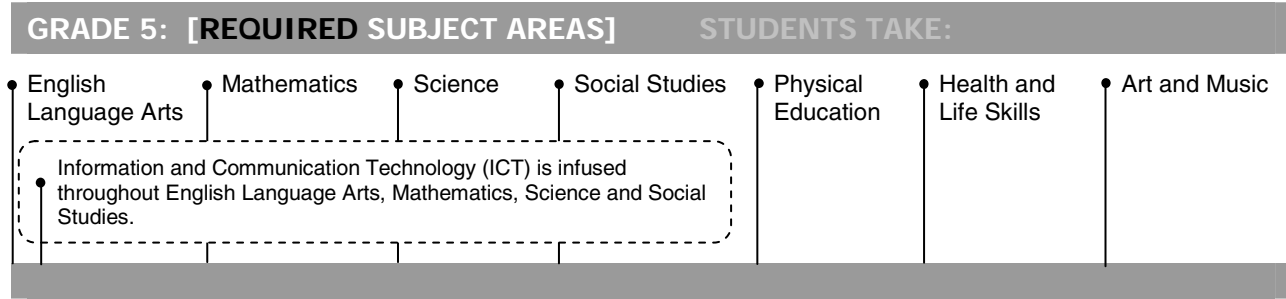 GRADE 5: [REQUIRED SUBJECT AREAS] STUDENTS TAKE:
English
Language Arts
Mathematics
Science
Social Studies
Physical
Education
Health and
Life Skills
Art and Music
Information and Communication Technology (ICT) is infused
throughout English Language Arts, Mathematics, Science and Social
Studies.